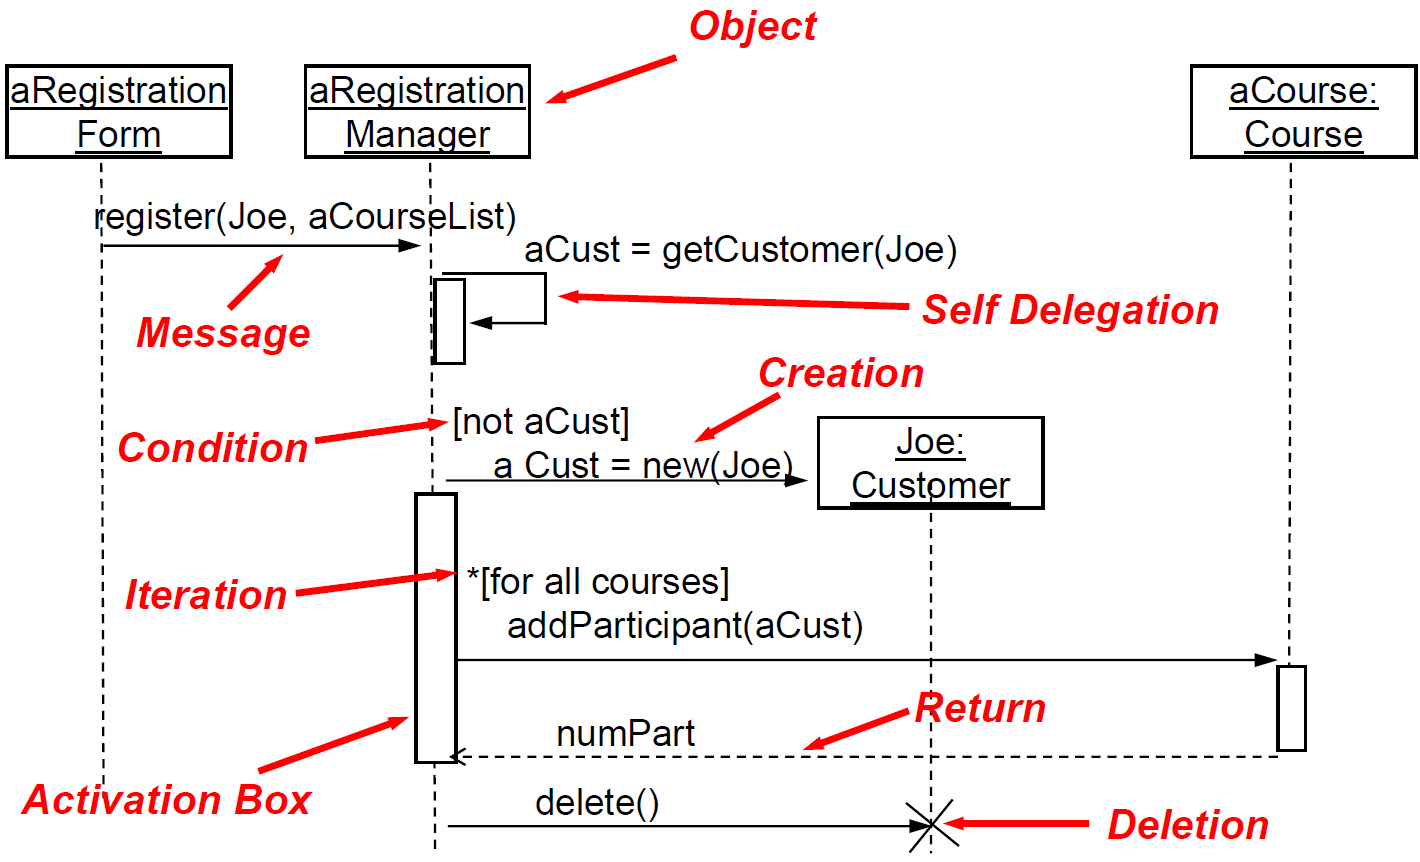 Object
aRegistration
Form
aRegistration
Manager
aCourse:
Course
register(Joe, aCourseList)
aCust = getCustomer(Joe)
Self Delegation
Message
Creation
Condition
[not aCust]
a Cust = new(Joe)
Joe:
Customer
Iteration
*[for all courses]
addParticipant(aCust)
Return
numPart
Activation Box
delete()
Deletion